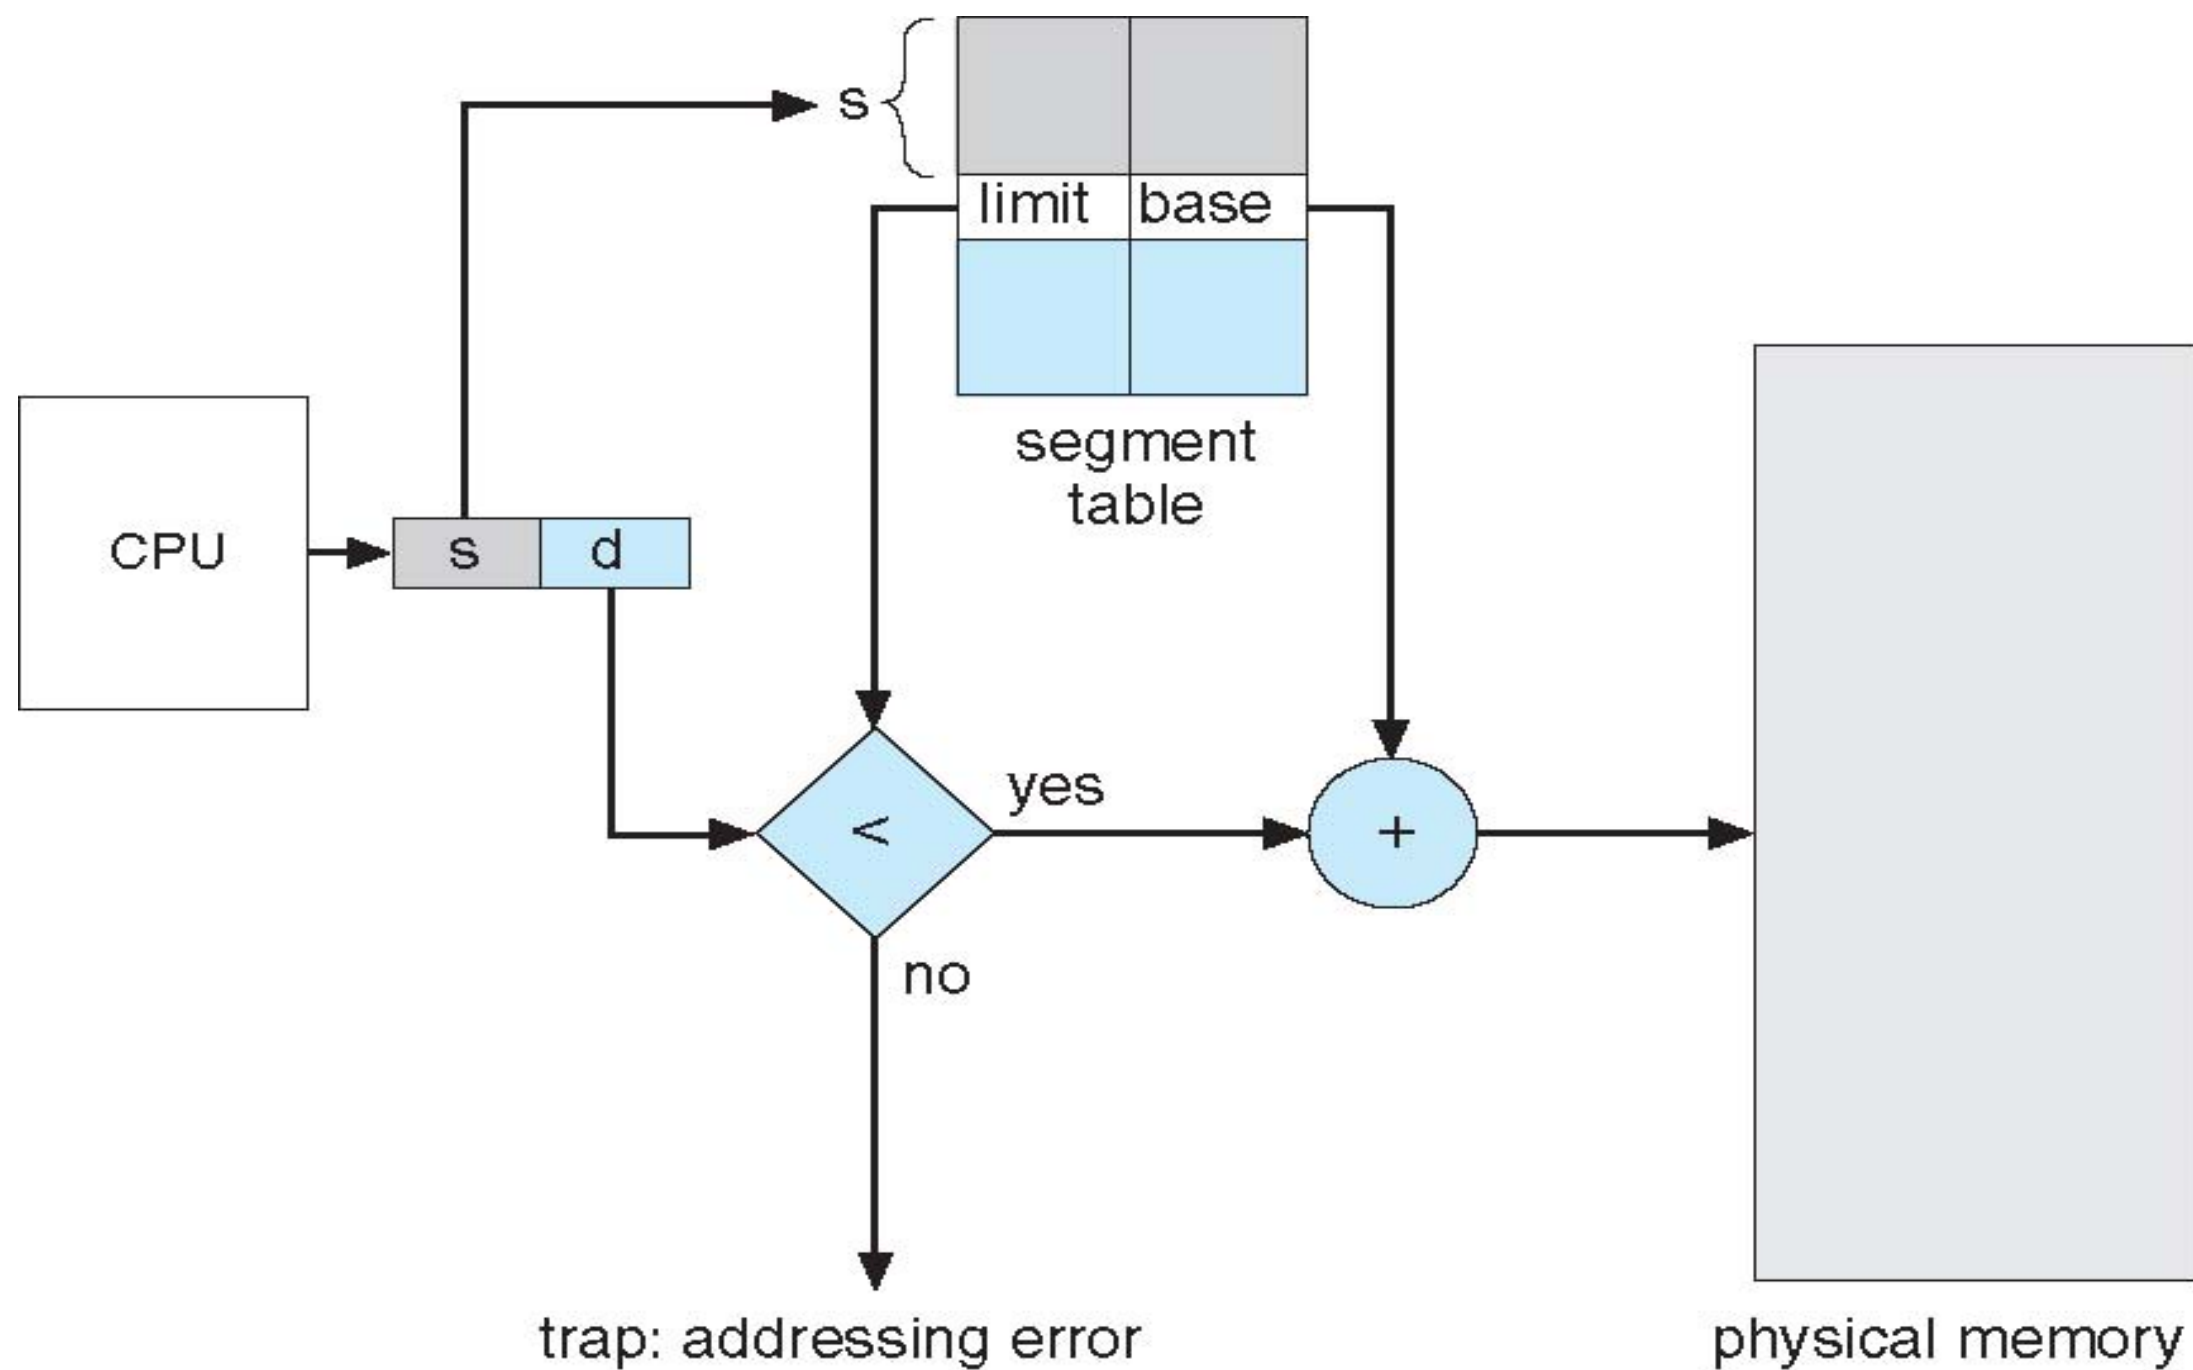 s
limit base
segment
table
CPU
s d
yes
<
+
no
trap: addressing error
physical memory